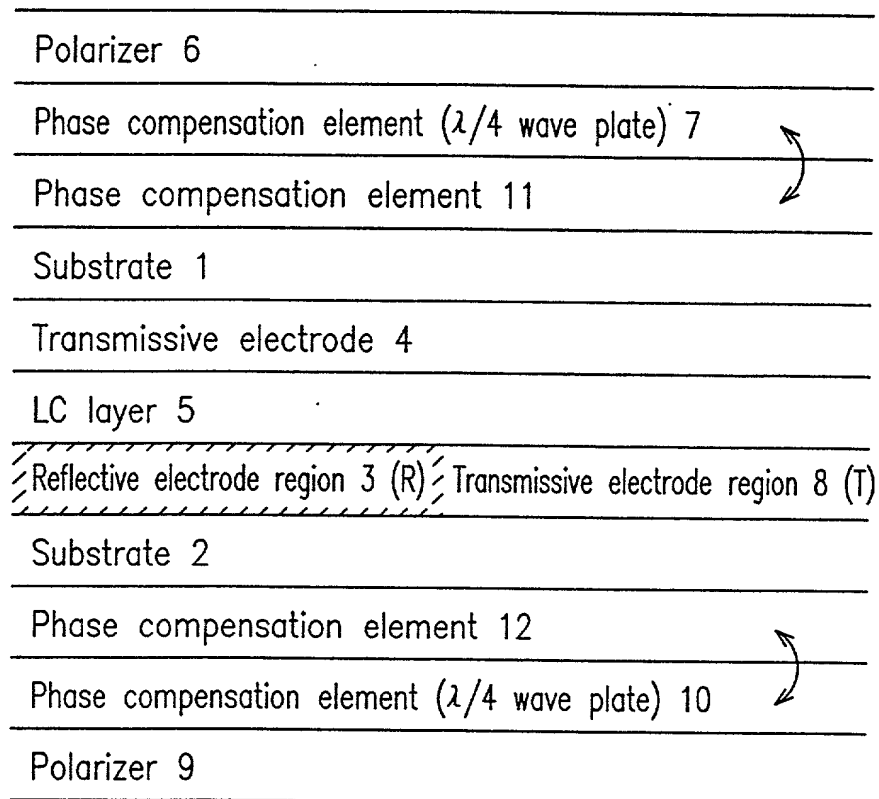 Polarizer 6
Phase compensation element (λ/4 wave plate) 7
Phase compensation element 11
Substrate 1
Transmissive electrode 4
LC layer 5
Reflective electrode region 3 (R) Transmissive electrode region 8 (T)
Substrate 2
Phase compensation element 12
Phase compensation element (λ/4 wave plate) 10
Polarizer 9